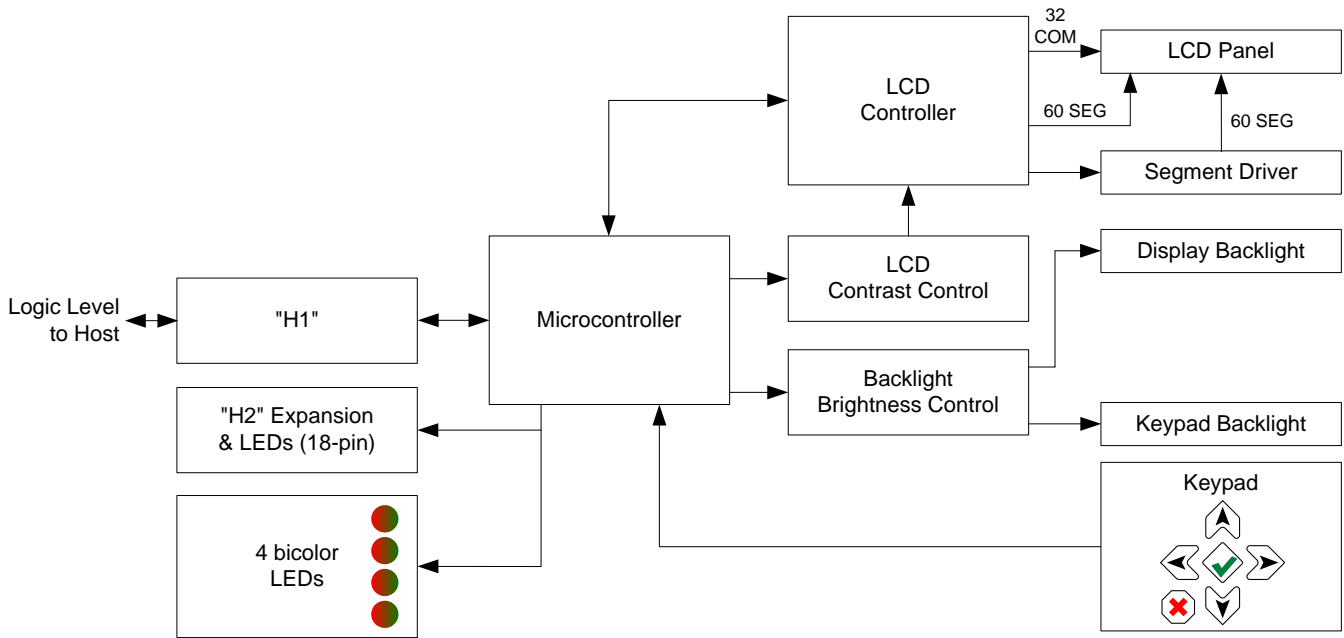 32
COM
LCD Panel
LCD
Controller
60 SEG
60 SEG
Segment Driver
Display Backlight
LCD
Contrast Control
Logic Level
to Host
"H1"
Microcontroller
Backlight
Brightness Control
"H2" Expansion
& LEDs (18-pin)
Keypad Backlight
Keypad
4 bicolor
LEDs